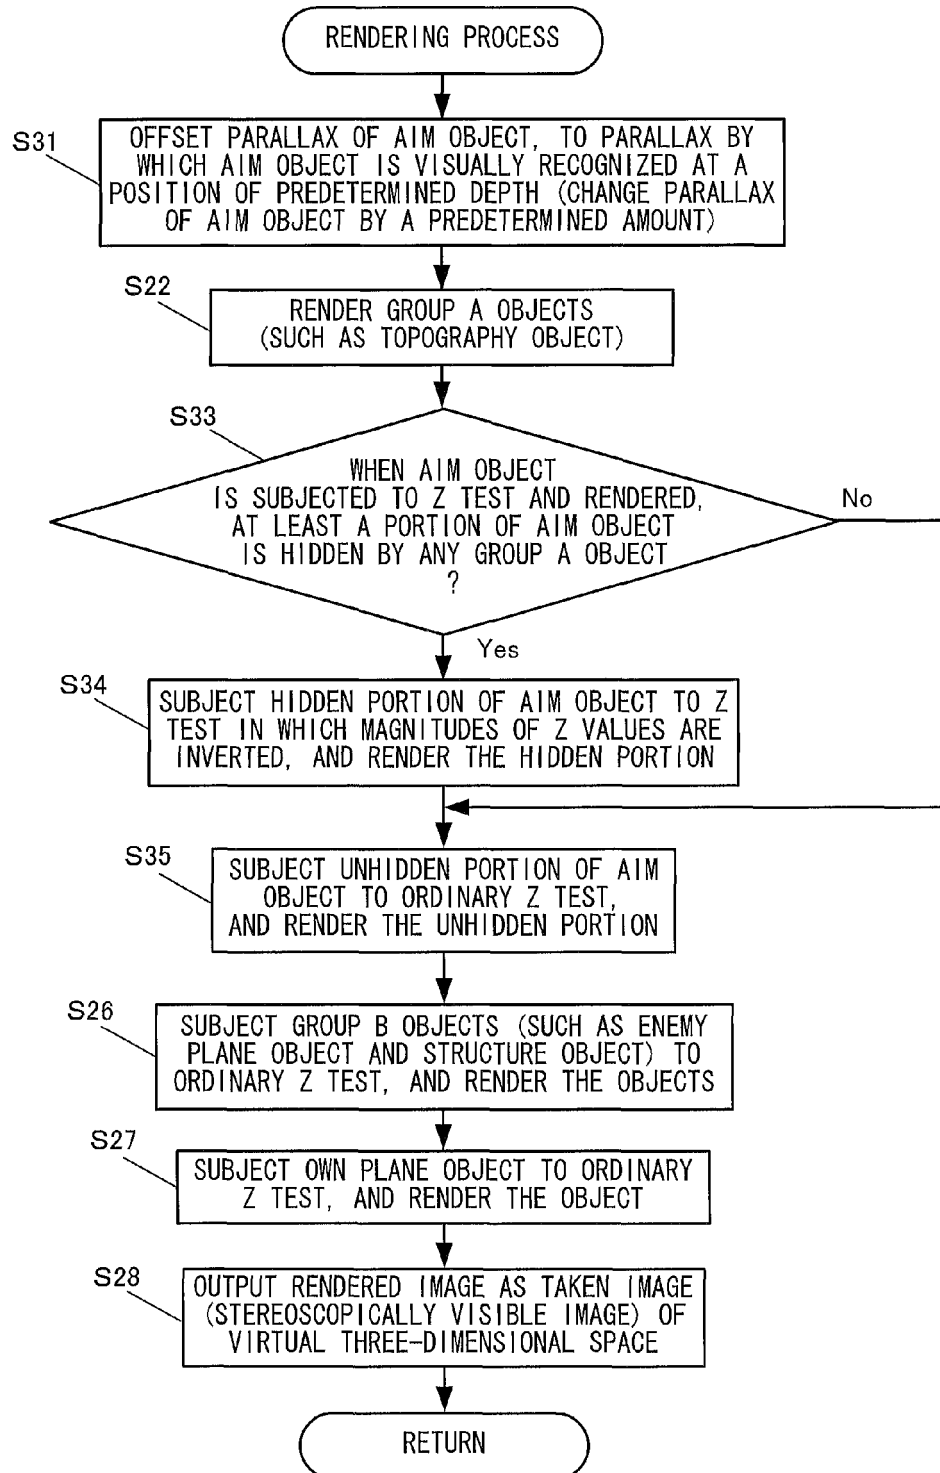 RENDERING PROCESS
S31
OFFSET PARALLAX OF AIM OBJECT, TO PARALLAX BY
WHICH AIM OBJECT IS VISUALLY RECOGNIZED AT A
POSITION OF PREDETERMINED DEPTH (CHANGE PARALLAX
OF AIM OBJECT BY A PREDETERMINED AMOUNT)
S22
RENDER GROUP A OBJECTS
(SUCH AS TOPOGRAPHY OBJECT)
S33
WHEN AIM OBJECT
IS SUBJECTED TO Z TEST AND RENDERED,
AT LEAST A PORTION OF AIM OBJECT
IS HIDDEN BY ANY GROUP A OBJECT
?
No
Yes
S34
SUBJECT HIDDEN PORTION OF AIM OBJECT TO Z
TEST IN WHICH MAGNITUDES OF Z VALUES ARE
INVERTED, AND RENDER THE HIDDEN PORTION
S35
SUBJECT UNHIDDEN PORTION OF AIM
OBJECT TO ORDINARY Z TEST,
AND RENDER THE UNHIDDEN PORTION
S26
SUBJECT GROUP B OBJECTS (SUCH AS ENEMY
PLANE OBJECT AND STRUCTURE OBJECT) TO
ORDINARY Z TEST, AND RENDER THE OBJECTS
S27
SUBJECT OWN PLANE OBJECT TO ORDINARY
Z TEST, AND RENDER THE OBJECT
S28
OUTPUT RENDERED IMAGE AS TAKEN IMAGE
(STEREOSCOPICALLY VISIBLE IMAGE) OF
VIRTUAL THREE-DIMENSIONAL SPACE
RETURN